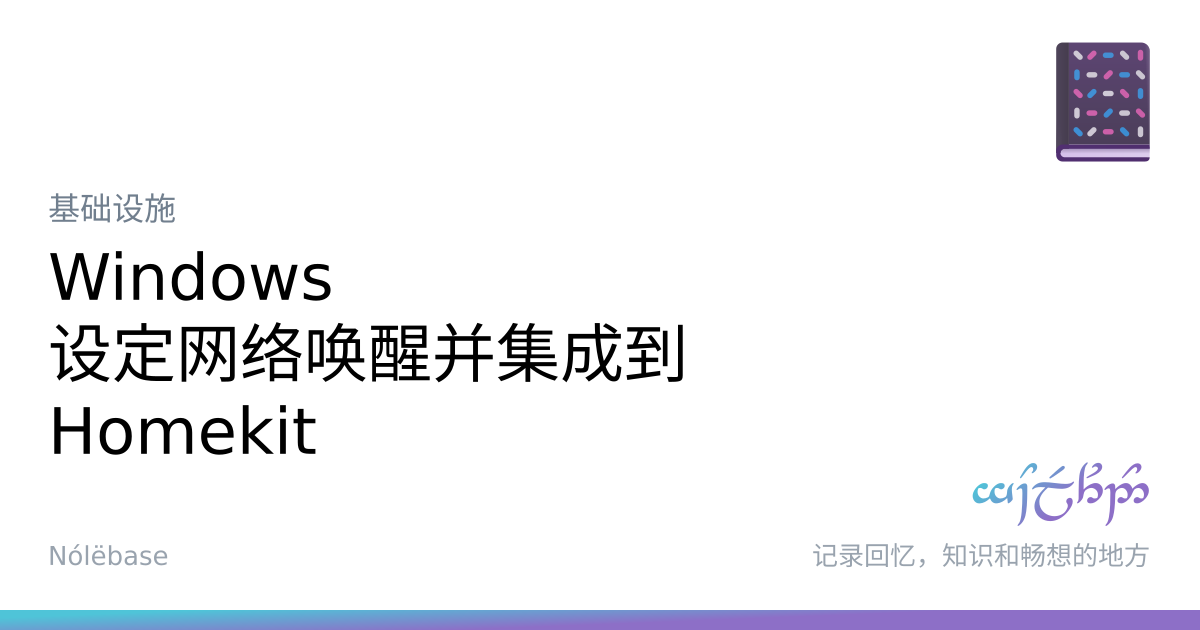 基础设施
Windows
设定网络唤醒并集成到
Homekit
Nólëbase
记录回忆，知识和畅想的地方